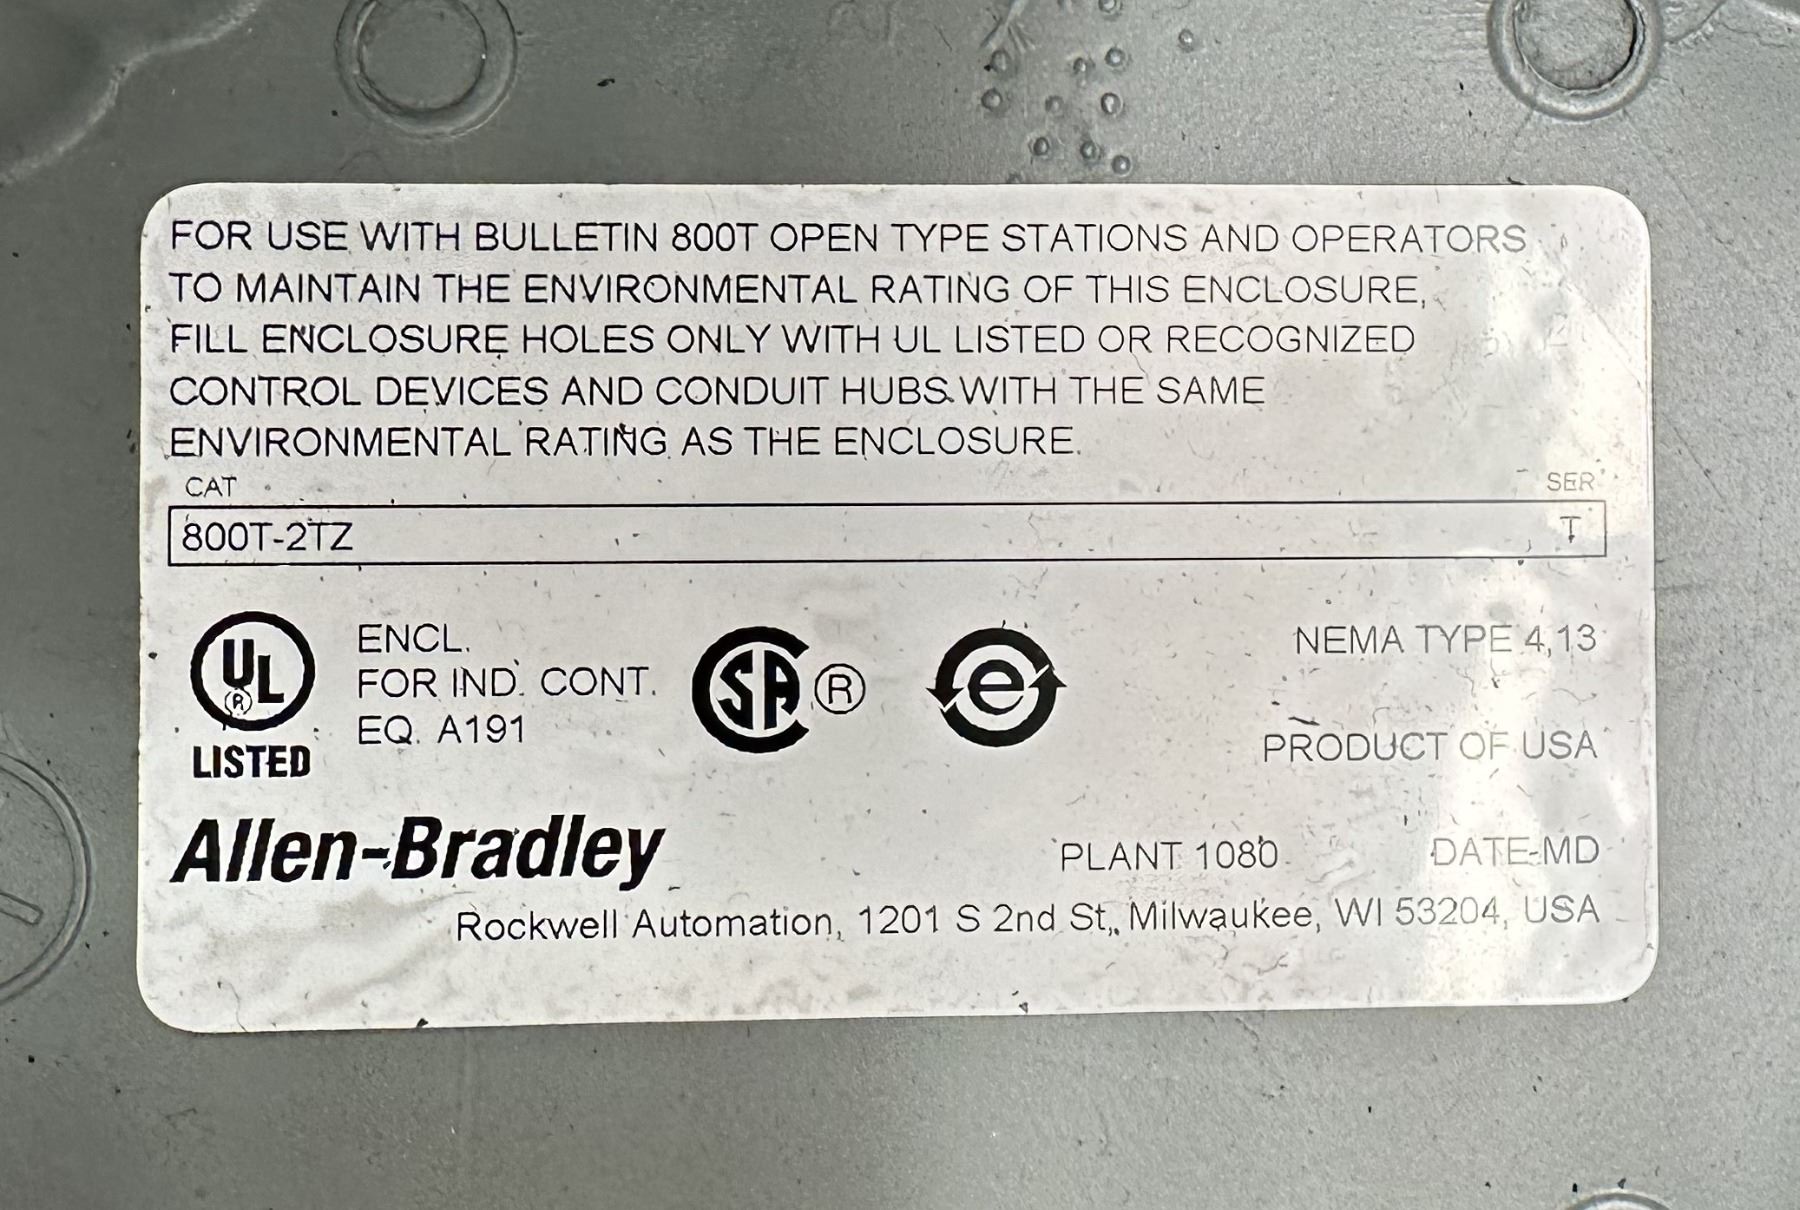 FOR USE WITH BULLETIN 800T OPEN TYPE STATIONS AND OPERATORS
TO MAINTAIN THE ENVIRONMENTAL RATING OF THIS ENCLOSURE,
FILL ENCLOSURE HOLES ONLY WITH UL LISTED OR RECOGNIZED
CONTROL DEVICES AND CONDUIT HUBS WITH THE SAME
ENVIRONMENTAL RATING AS THE ENCLOSURE.
CAT SER
800T-2TZ T
UL ® LISTED
ENCL.
FOR IND. CONT.
EQ. A191
SA ®
e
NEMA TYPE 4,13
PRODUCT OF USA
Allen-Bradley
PLANT 1080 DATE-MD
Rockwell Automation, 1201 S 2nd St., Milwaukee, WI 53204, USA